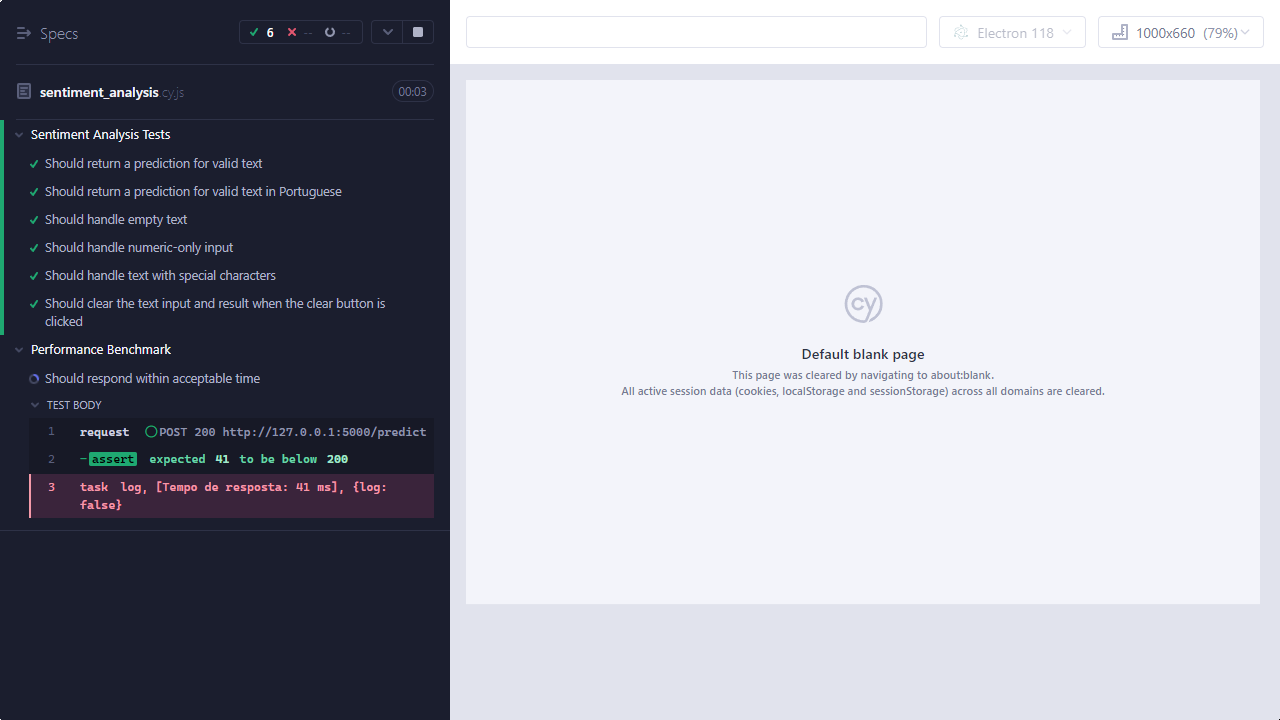 Specs
6 -- --
sentiment_analysis.cy.js 00:03
Sentiment Analysis Tests
Should return a prediction for valid text
Should return a prediction for valid text in Portuguese
Should handle empty text
Should handle numeric-only input
Should handle text with special characters
Should clear the text input and result when the clear button is
clicked
Performance Benchmark
Should respond within acceptable time
TEST BODY
1 request POST 200 http://127.0.0.1:5000/predict
2 -assert expected 41 to be below 200
3 task log, [Tempo de resposta: 41 ms], {log:
false}
Electron 118
1000x660 (79%)
cy
Default blank page
This page was cleared by navigating to about:blank.
All active session data (cookies, localStorage and sessionStorage) across all domains are cleared.